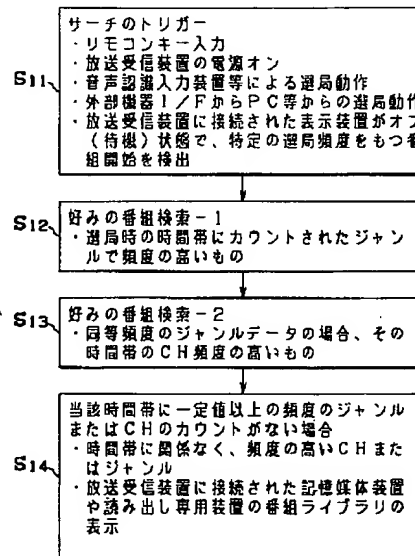 S11
サーチのトリガー
・リモコンキー入力
・放送受信装置の電源オン
・音声認識入力装置等による選局動作
・外部機器I/FからPC等からの選局動作
・放送受信装置に接続された表示装置がオフ
(待機)状態で、特定の選局頻度をもつ番
組開始を検出
S12
好みの番組検索-1
・選局時の時間帯にカウントされたジャン
ルで頻度の高いもの
S13
好みの番組検索-2
・同等頻度のジャンルデータの場合、その
時間帯のCH頻度の高いもの
S14
当該時間帯に一定値以上の頻度のジャンル
またはCHのカウントがない場合
・時間帯に関係なく、頻度の高いCHまた
はジャンル
・放送受信装置に接続された記憶媒体装置
や読み出し専用装置の番組ライブラリの
表示